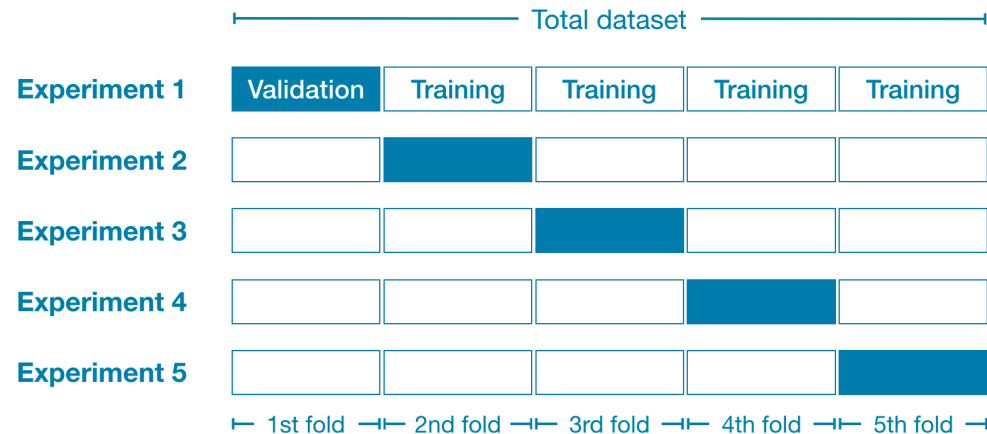 Total dataset
Experiment 1 Validation Training Training Training Training
Experiment 2
Experiment 3
Experiment 4
Experiment 5
1st fold 2nd fold 3rd fold 4th fold 5th fold